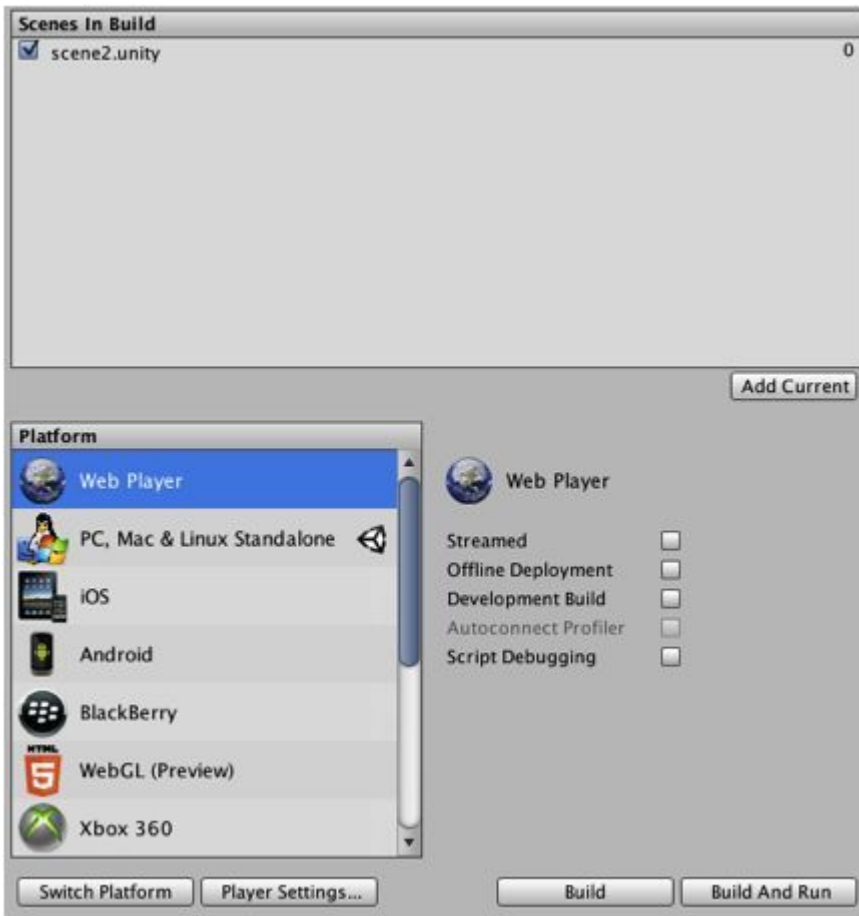 Scenes In Build
scene2.unity 0
Add Current
Platform
Web Player
PC, Mac & Linux Standalone
iOS
Android
BlackBerry
HTML 5 WebGL (Preview)
Xbox 360
Web Player
Streamed
Offline Deployment
Development Build
Autoconnect Profiler
Script Debugging
Switch Platform Player Settings... Build Build And Run